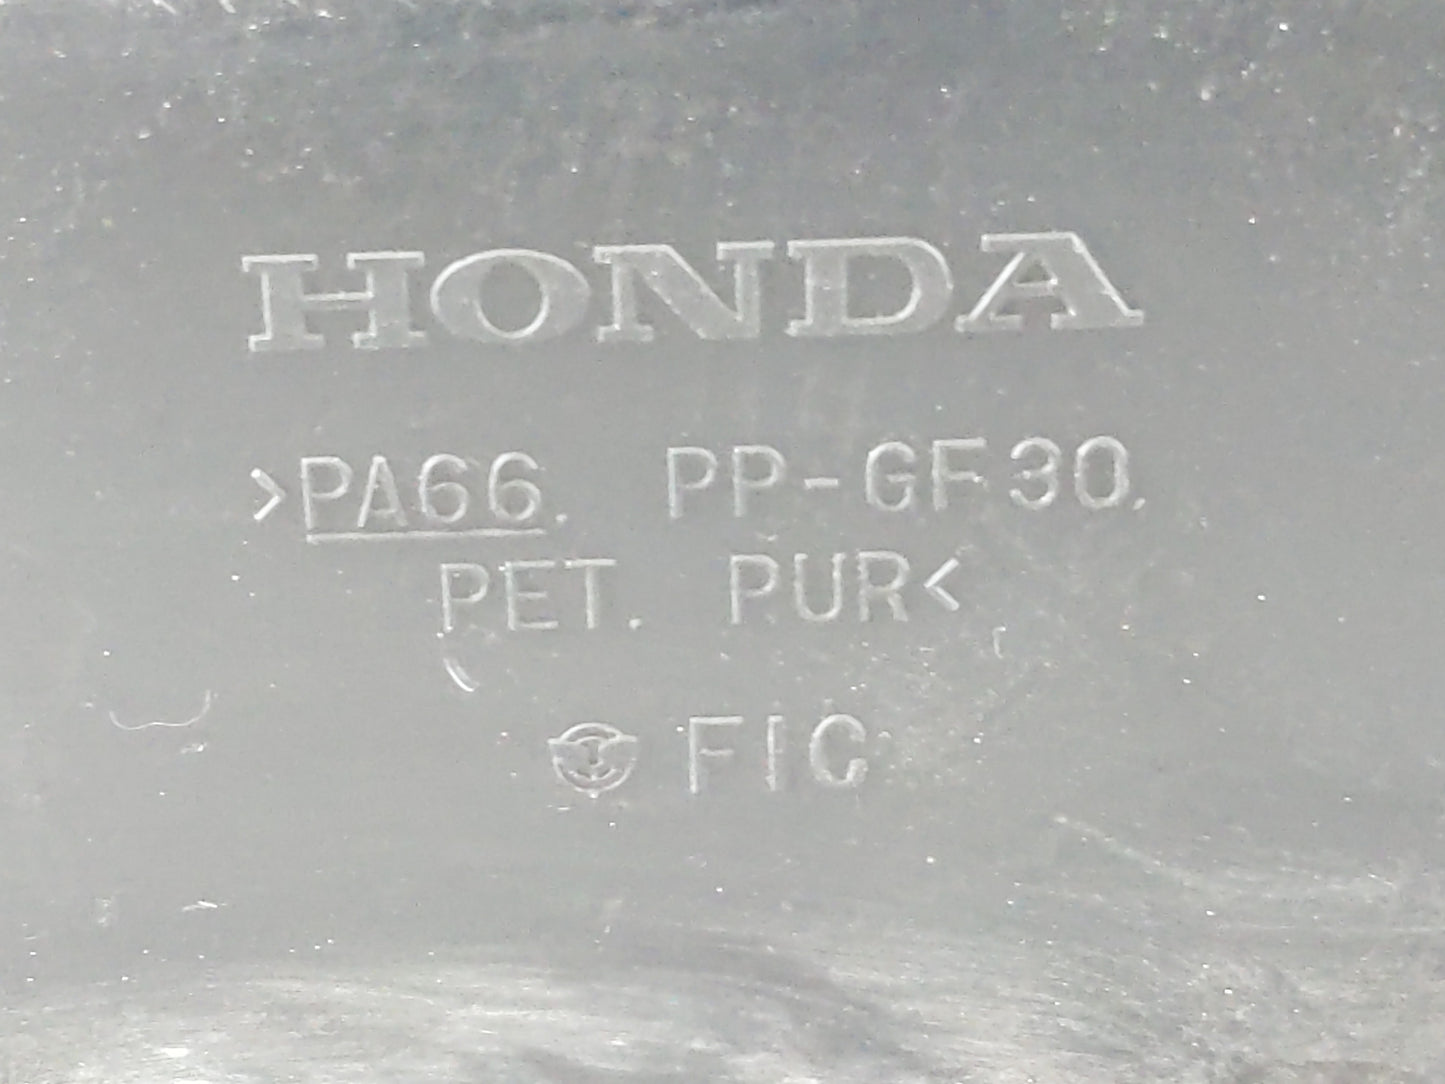 HONDA
>PA66. PP-GF30.
PET. PUR<
FIC